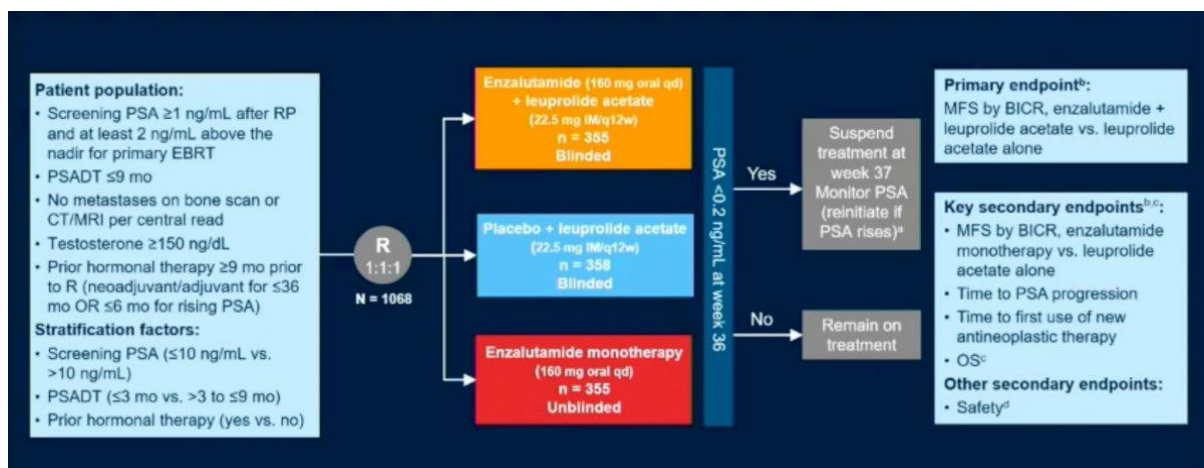 Patient population:
• Screening PSA ≥1 ng/mL after RP
and at least 2 ng/mL above the
nadir for primary EBRT
• PSADT ≤9 mo
• No metastases on bone scan or
CT/MRI per central read
• Testosterone ≥150 ng/dL
• Prior hormonal therapy ≥9 mo prior
to R (neoadjuvant/adjuvant for ≤36
mo OR ≤6 mo for rising PSA)
Stratification factors:
• Screening PSA (≤10 ng/mL vs.
>10 ng/mL)
• PSADT (≤3 mo vs. >3 to ≤9 mo)
• Prior hormonal therapy (yes vs. no)
R
1:1:1
N = 1068
Enzalutamide (160 mg oral qd)
+ leuprolide acetate
(22.5 mg IM/q12w)
n = 355
Blinded
Placebo + leuprolide acetate
(22.5 mg IM/q12w)
n = 358
Blinded
Enzalutamide monotherapy
(160 mg oral qd)
n = 355
Unblinded
PSA <0.2 ng/mL at week 36
Yes
No
Suspend
treatment at
week 37
Monitor PSA
(reinitiate if
PSA rises)ᵃ
Remain on
treatment
Primary endpointᵇ:
MFS by BICR, enzalutamide +
leuprolide acetate vs. leuprolide
acetate alone
Key secondary endpointsᵇ,ᶜ:
• MFS by BICR, enzalutamide
monotherapy vs. leuprolide
acetate alone
• Time to PSA progression
• Time to first use of new
antineoplastic therapy
• OSᶜ
Other secondary endpoints:
• Safetyᵈ